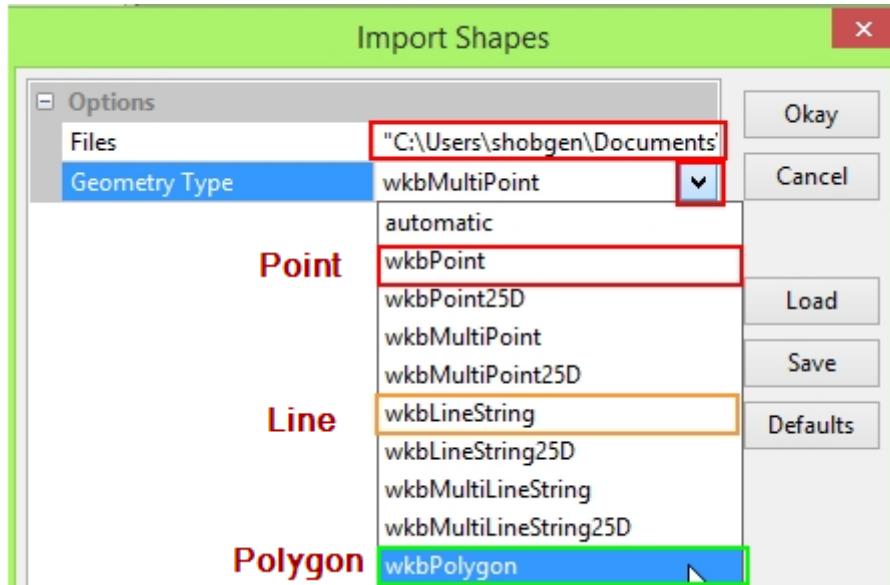 Import Shapes
Options
Files "C:\Users\shobgen\Documents\
Geometry Type wkbMultiPoint
automatic
Point wkbPoint
wkbPoint25D
wkbMultiPoint
wkbMultiPoint25D
Line wkbLineString
wkbLineString25D
wkbMultiLineString
wkbMultiLineString25D
Polygon wkbPolygon
Okay
Cancel
Load
Save
Defaults